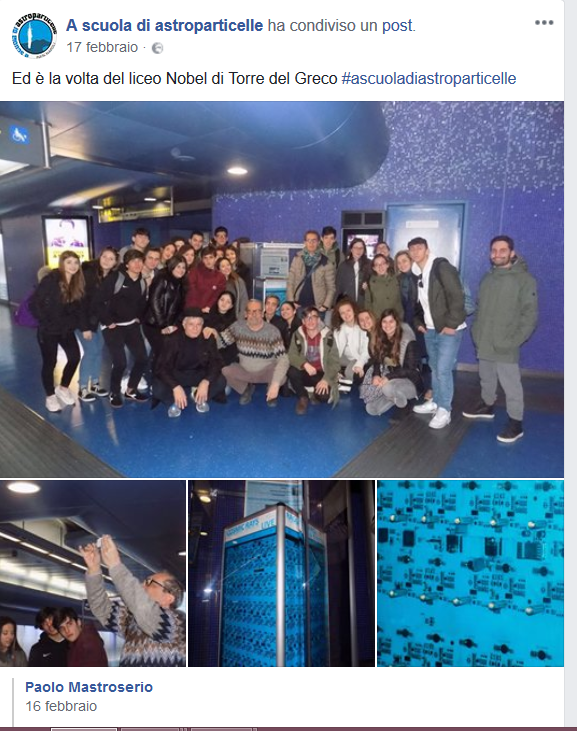 A scuola di astroparticelle ha condiviso un post.
17 febbraio ·
Ed è la volta del liceo Nobel di Torre del Greco #ascuoladiastroparticelle
Paolo Mastroserio
16 febbraio